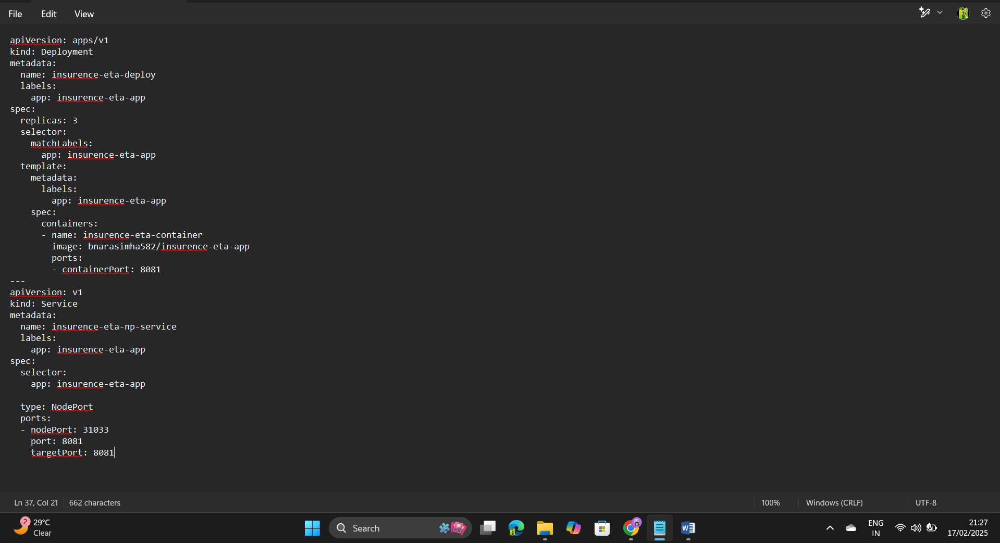 File Edit View
apiVersion: apps/v1
kind: Deployment
metadata:
  name: insurence-eta-deploy
  labels:
    app: insurence-eta-app
spec:
  replicas: 3
  selector:
    matchLabels:
      app: insurence-eta-app
  template:
    metadata:
      labels:
        app: insurence-eta-app
    spec:
      containers:
      - name: insurence-eta-container
        image: bnarasimha582/insurence-eta-app
        ports:
        - containerPort: 8081
---
apiVersion: v1
kind: Service
metadata:
  name: insurence-eta-np-service
  labels:
    app: insurence-eta-app
spec:
  selector:
    app: insurence-eta-app

  type: NodePort
  ports:
  - nodePort: 31033
    port: 8081
    targetPort: 8081
Ln 37, Col 21 662 characters 100% Windows (CRLF) UTF-8
2 29°C
Clear
Search
W
ENG
IN
21:27
17/02/2025